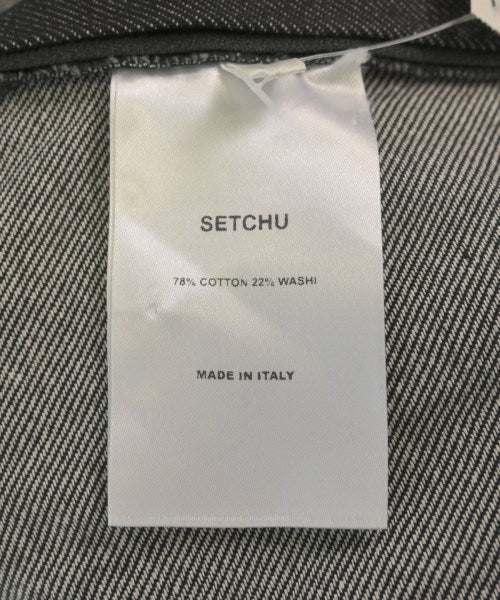 SETCHU
78% COTTON 22% WASHI
MADE IN ITALY